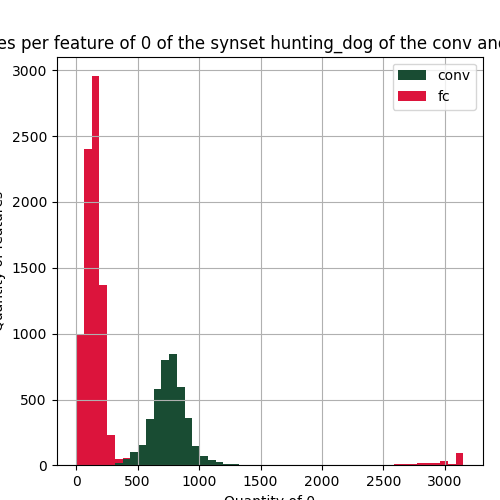 es per feature of 0 of the synset hunting_dog of the conv and
conv
fc
3000
2500
2000
1500
1000
500
0
Quantity of features
0 500 1000 1500 2000 2500 3000
Quantity of 0